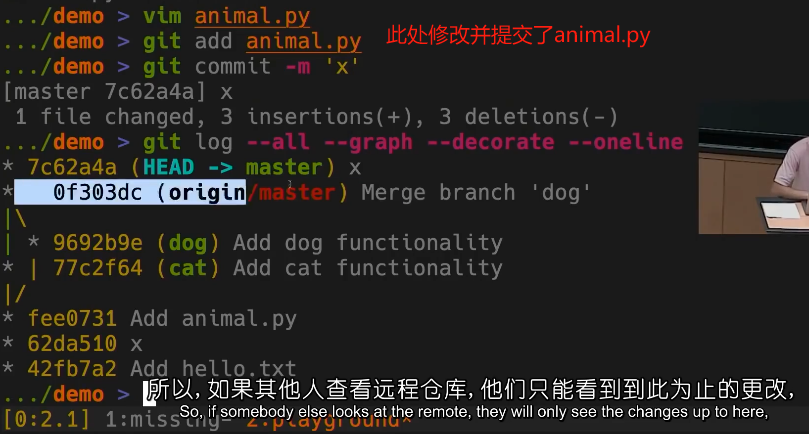 .../demo > vim animal.py
.../demo > git add animal.py
此处修改并提交了animal.py
.../demo > git commit -m 'x'
[master 7c62a4a] x
1 file changed, 3 insertions(+), 3 deletions(-)
.../demo > git log --all --graph --decorate --oneline
* 7c62a4a (HEAD -> master) x
* 0f303dc (origin/master) Merge branch 'dog'
|\
| * 9692b9e (dog) Add dog functionality
* | 77c2f64 (cat) Add cat functionality
|/
* fee0731 Add animal.py
* 62da510 x
* 42fb7a2 Add hello.txt
.../demo >
所以, 如果其他人查看远程仓库, 他们只能看到到此为止的更改,
So, if somebody else looks at the remote, they will only see the changes up to here,
[0:2.1] 1:missing- 2:playground*